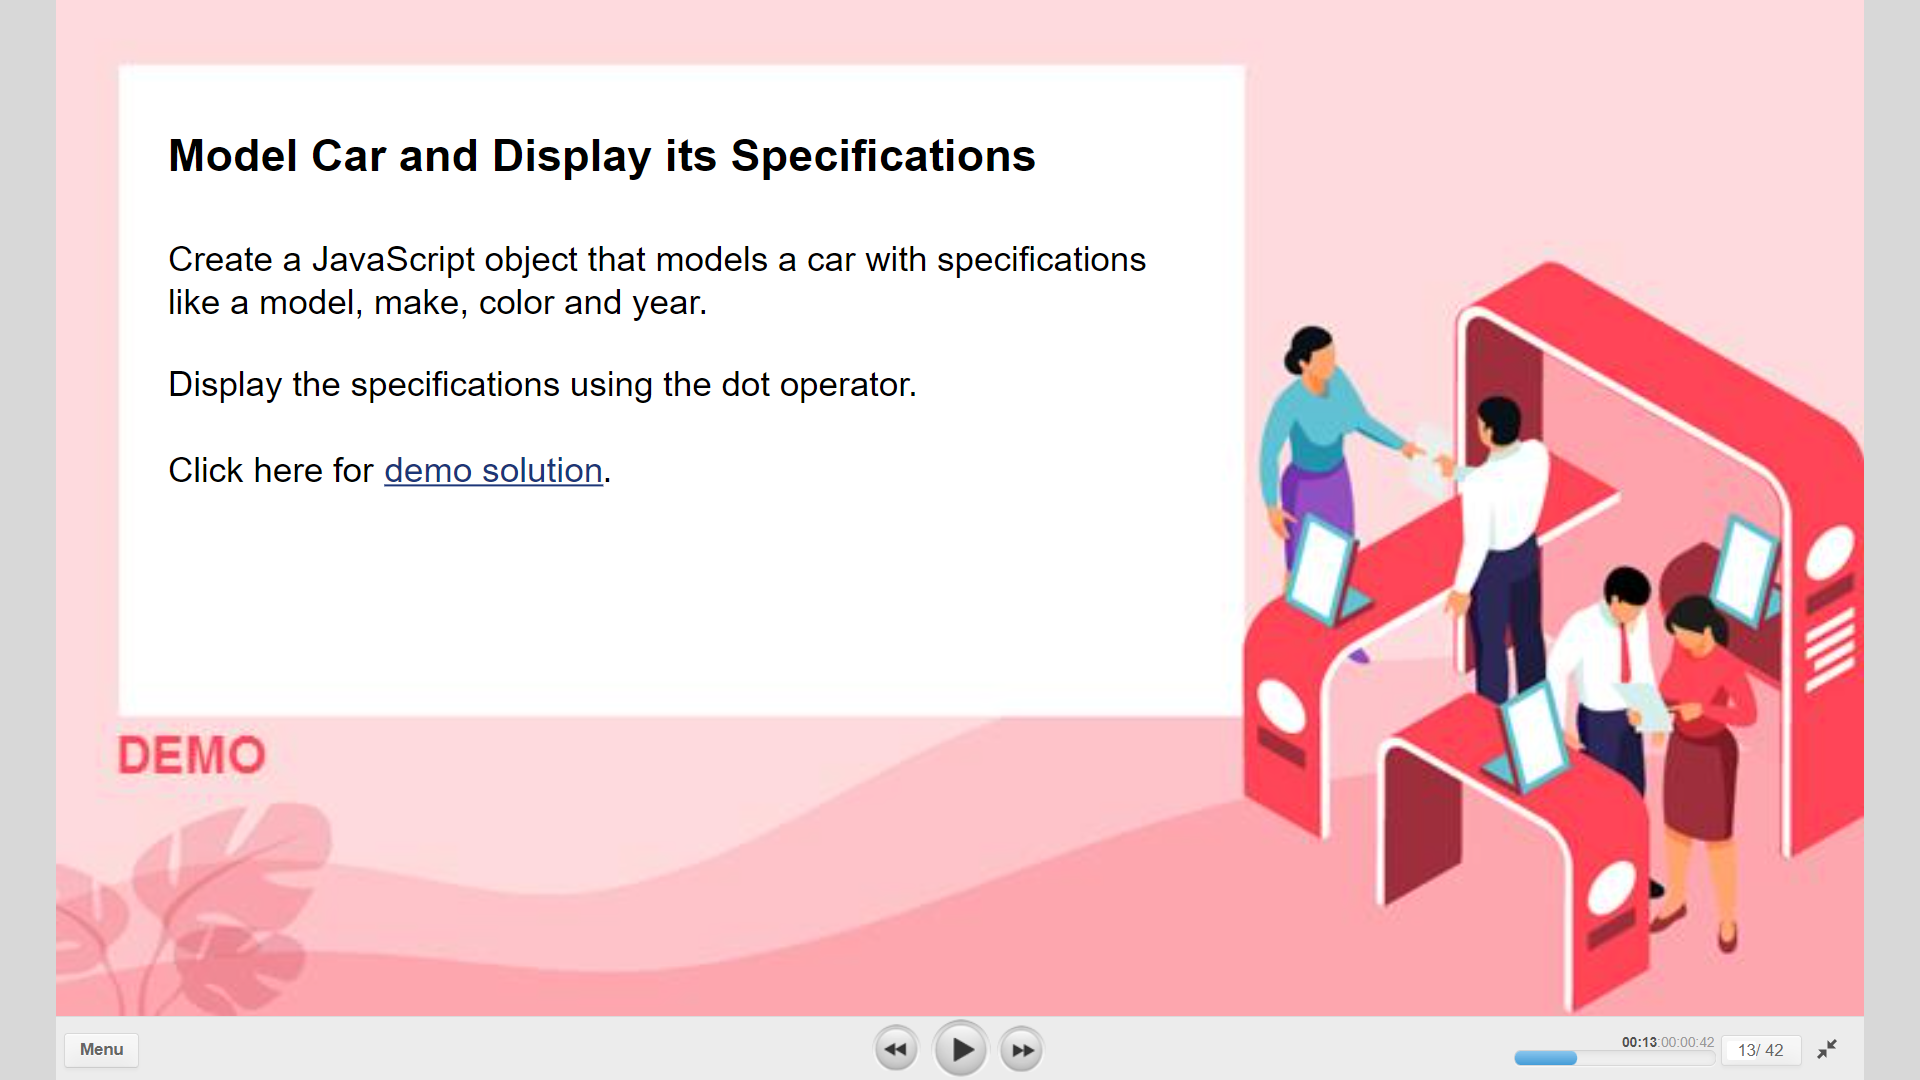 Model Car and Display its Specifications
Create a JavaScript object that models a car with specifications
like a model, make, color and year.
Display the specifications using the dot operator.
Click here for demo solution.
DEMO
Menu
00:13:00:00:42
13/ 42